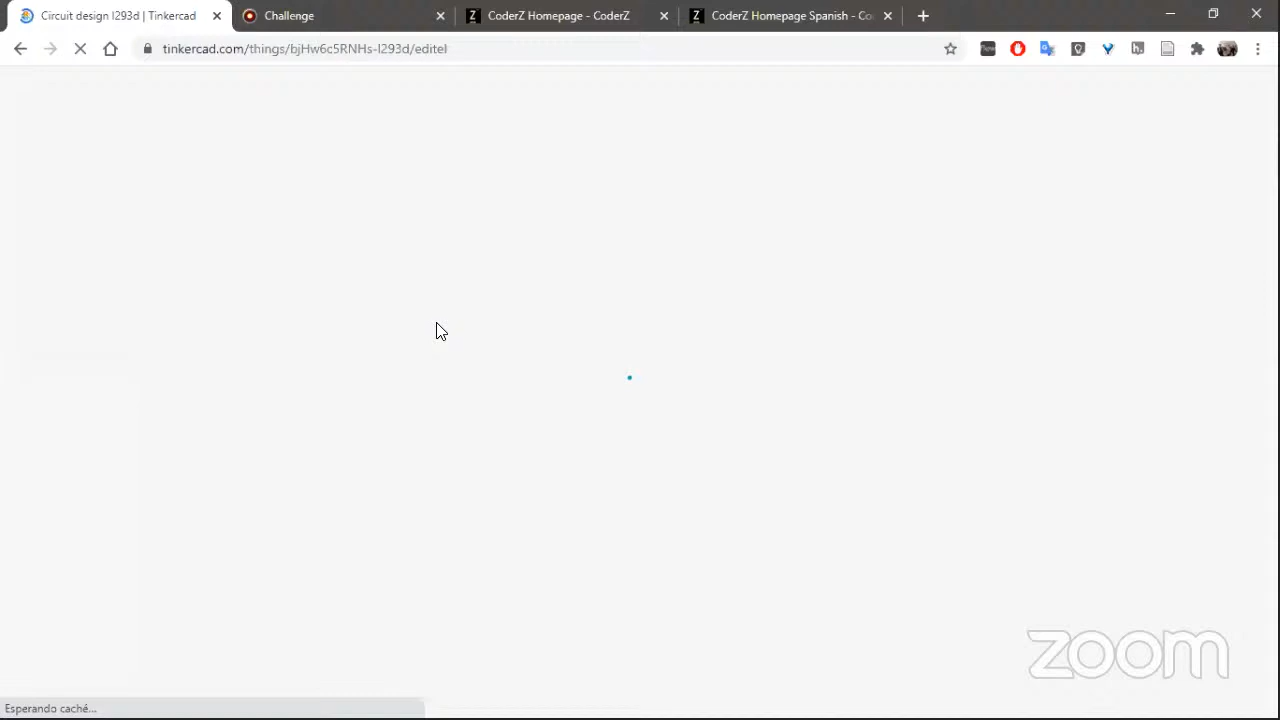 Circuit design l293d | Tinkercad
Challenge
CoderZ Homepage - CoderZ
CoderZ Homepage Spanish - Co
tinkercad.com/things/bjHw6c5RNHs-l293d/editel
zoom
Esperando caché...